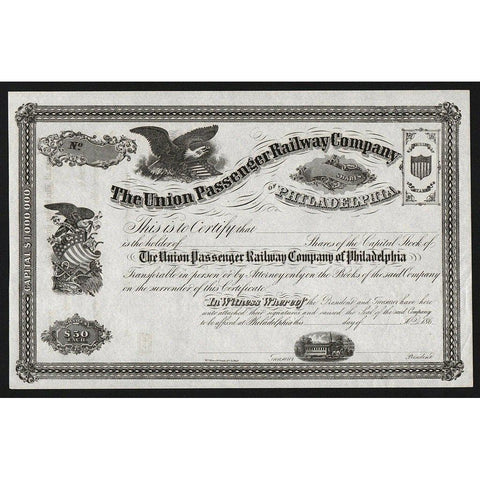 Nº
The Union Passenger Railway Company
SHARES
OF PHILADELPHIA.
CAPITAL $1,000,000
This is to Certify that
is the holder of Shares of the Capital Stock of
The Union Passenger Railway Company of Philadelphia
Transferable in person or by Attorney only on the Books of the said Company
on the surrender of this Certificate.
In Witness Whereof the President and Treasurer have here
unto attached their signatures and caused the Seal of the said Company
to be affixed at Philadelphia this day of 186
$50
EACH
Treasurer
President